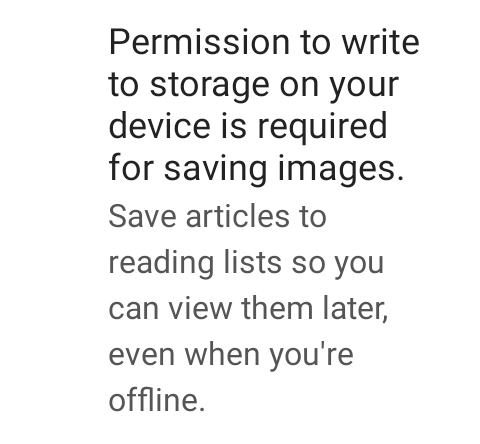 Permission to write
to storage on your
device is required
for saving images.
Save articles to
reading lists so you
can view them later,
even when you're
offline.